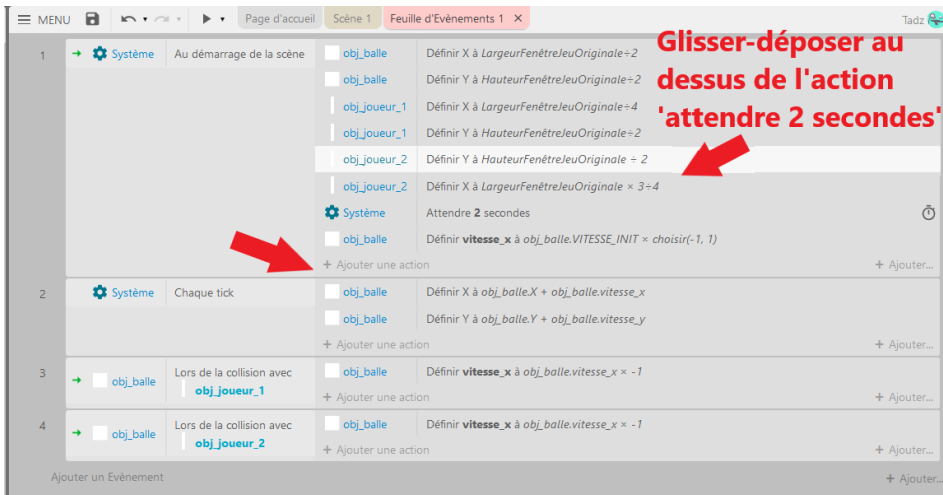 MENU Page d'accueil Scène 1 Feuille d'Evènements 1 × Tadz
Glisser-déposer au
dessus de l'action
'attendre 2 secondes'
1 Système Au démarrage de la scène obj_balle Définir X à LargeurFenêtreJeuOriginale÷2
obj_balle Définir Y à HauteurFenêtreJeuOriginale÷2
obj_joueur_1 Définir X à LargeurFenêtreJeuOriginale÷4
obj_joueur_1 Définir Y à HauteurFenêtreJeuOriginale÷2
obj_joueur_2 Définir Y à HauteurFenêtreJeuOriginale ÷ 2
obj_joueur_2 Définir X à LargeurFenêtreJeuOriginale × 3÷4
Système Attendre 2 secondes
obj_balle Définir vitesse_x à obj_balle.VITESSE_INIT × choisir(-1, 1)
+ Ajouter une action + Ajouter...
2 Système Chaque tick obj_balle Définir X à obj_balle.X + obj_balle.vitesse_x
obj_balle Définir Y à obj_balle.Y + obj_balle.vitesse_y
+ Ajouter une action + Ajouter...
3 obj_balle Lors de la collision avec obj_balle Définir vitesse_x à obj_balle.vitesse_x × -1
obj_joueur_1
+ Ajouter une action + Ajouter...
4 obj_balle Lors de la collision avec obj_balle Définir vitesse_x à obj_balle.vitesse_x × -1
obj_joueur_2
+ Ajouter une action + Ajouter...
Ajouter un Evènement + Ajouter...